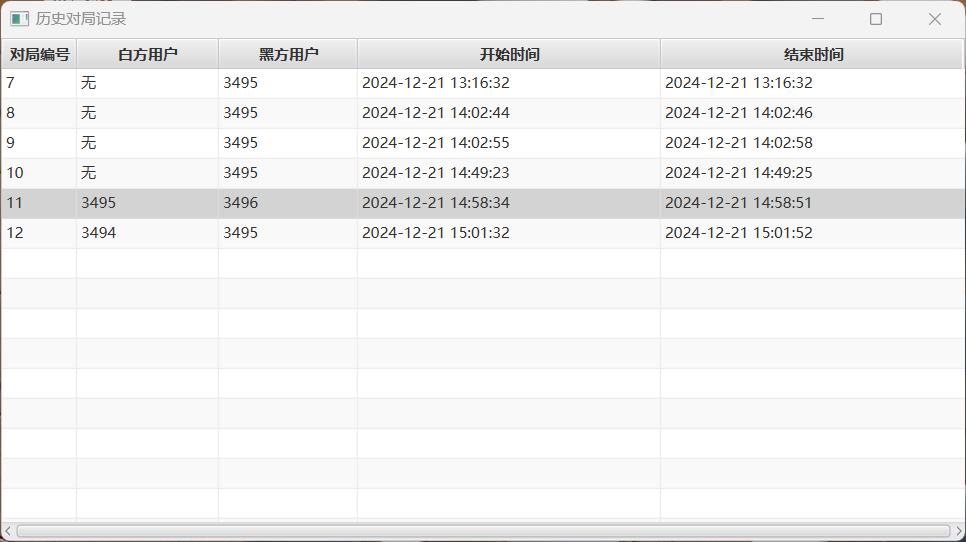 历史对局记录
对局编号 白方用户 黑方用户 开始时间 结束时间
7 无 3495 2024-12-21 13:16:32 2024-12-21 13:16:32
8 无 3495 2024-12-21 14:02:44 2024-12-21 14:02:46
9 无 3495 2024-12-21 14:02:55 2024-12-21 14:02:58
10 无 3495 2024-12-21 14:49:23 2024-12-21 14:49:25
11 3495 3496 2024-12-21 14:58:34 2024-12-21 14:58:51
12 3494 3495 2024-12-21 15:01:32 2024-12-21 15:01:52